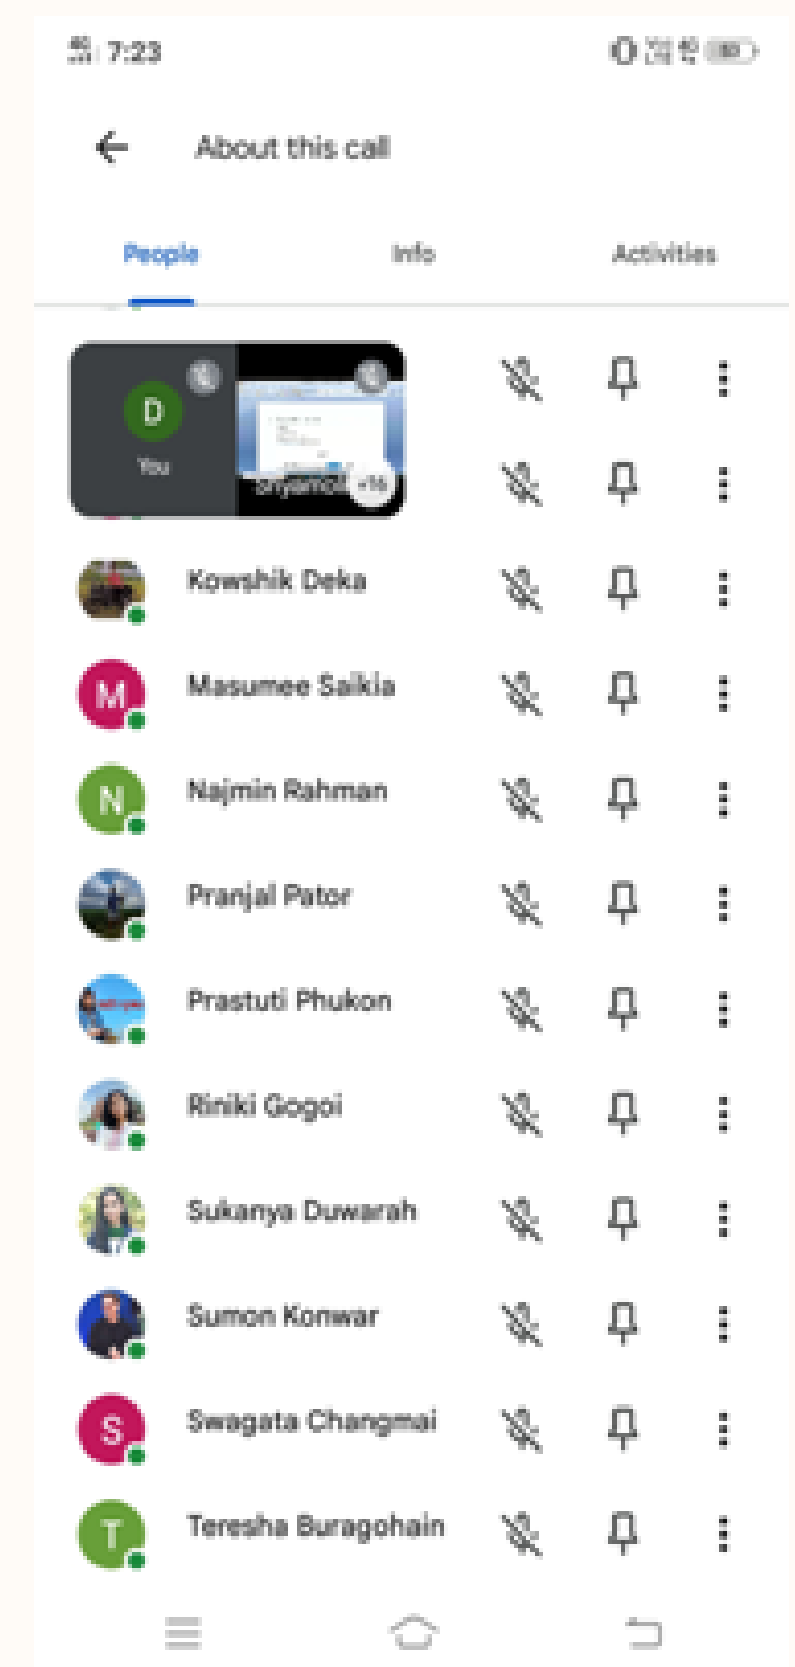 7:23
About this call
People Info Activities
D
You
+16
Kowshik Deka
M Masumee Saikia
N Najmin Rahman
Pranjal Pator
Prastuti Phukon
Riniki Gogoi
Sukanya Duwarah
Sumon Konwar
S Swagata Changmai
T Teresha Buragohain